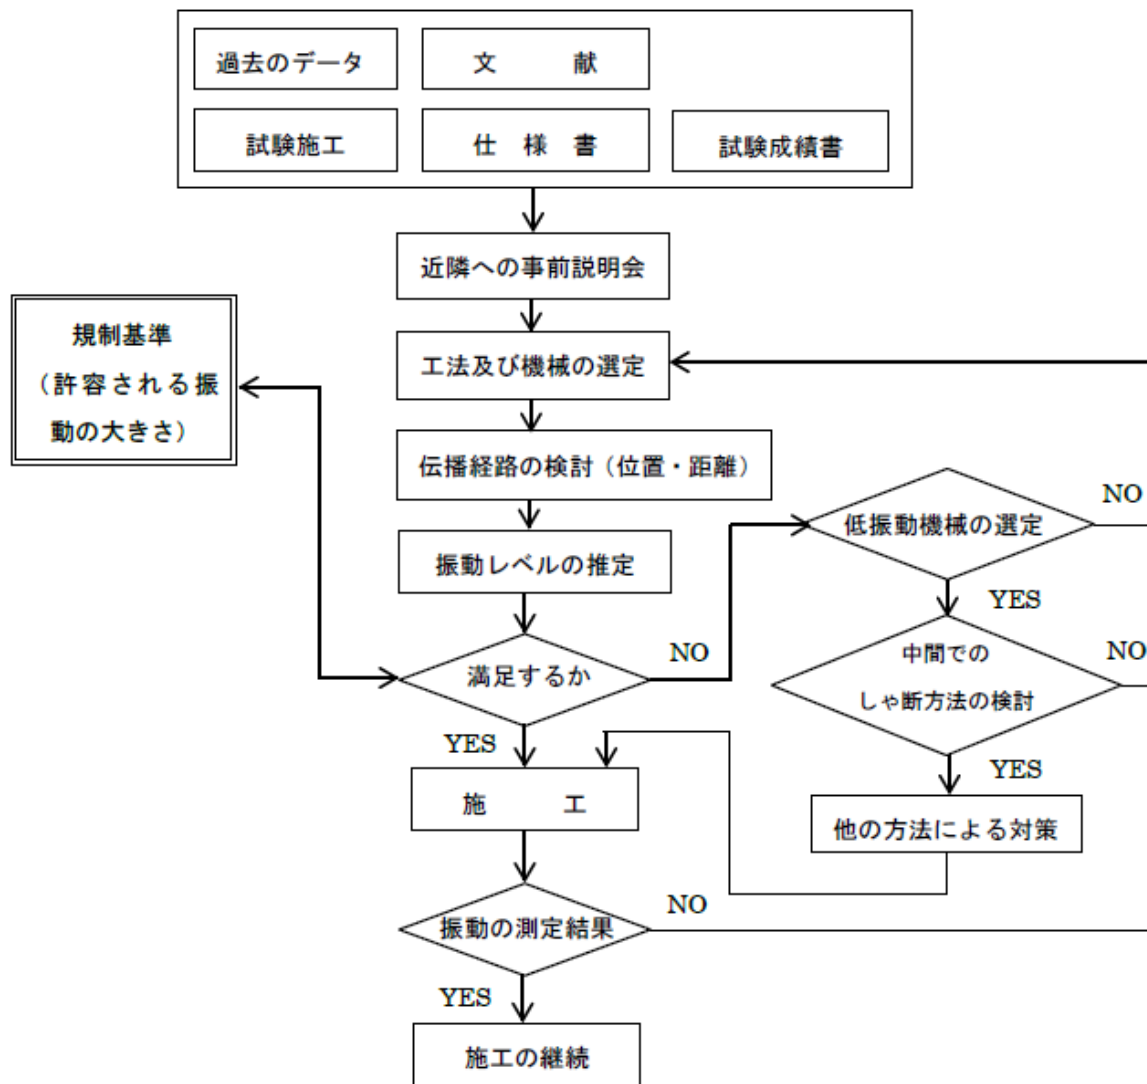 過去のデータ
文 献
試験施工
仕 様 書
試験成績書
近隣への事前説明会
規制基準
（許容される振
動の大きさ）
工法及び機械の選定
伝播経路の検討（位置・距離）
振動レベルの推定
満足するか
NO
低振動機械の選定
NO
YES
中間での
しゃ断方法の検討
NO
YES
他の方法による対策
YES
施 工
振動の測定結果
NO
YES
施工の継続